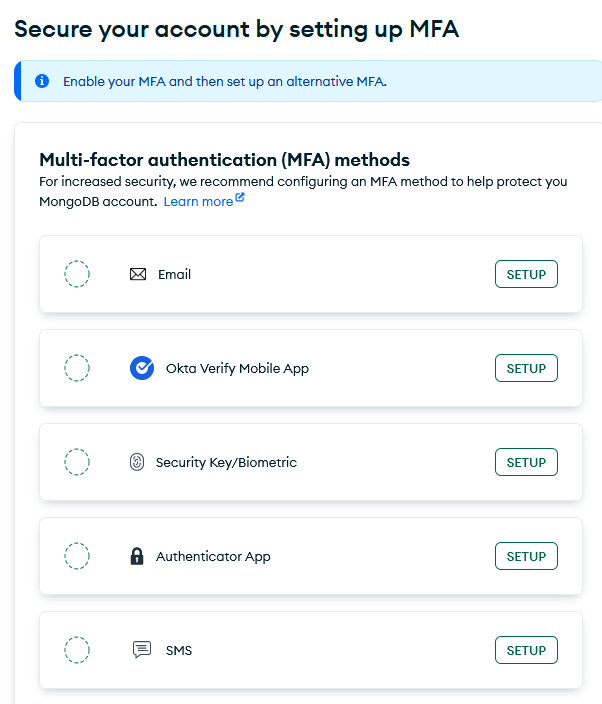 Secure your account by setting up MFA
Enable your MFA and then set up an alternative MFA.
Multi-factor authentication (MFA) methods
For increased security, we recommend configuring an MFA method to help protect you
MongoDB account. Learn more
Email
SETUP
Okta Verify Mobile App
SETUP
Security Key/Biometric
SETUP
Authenticator App
SETUP
SMS
SETUP